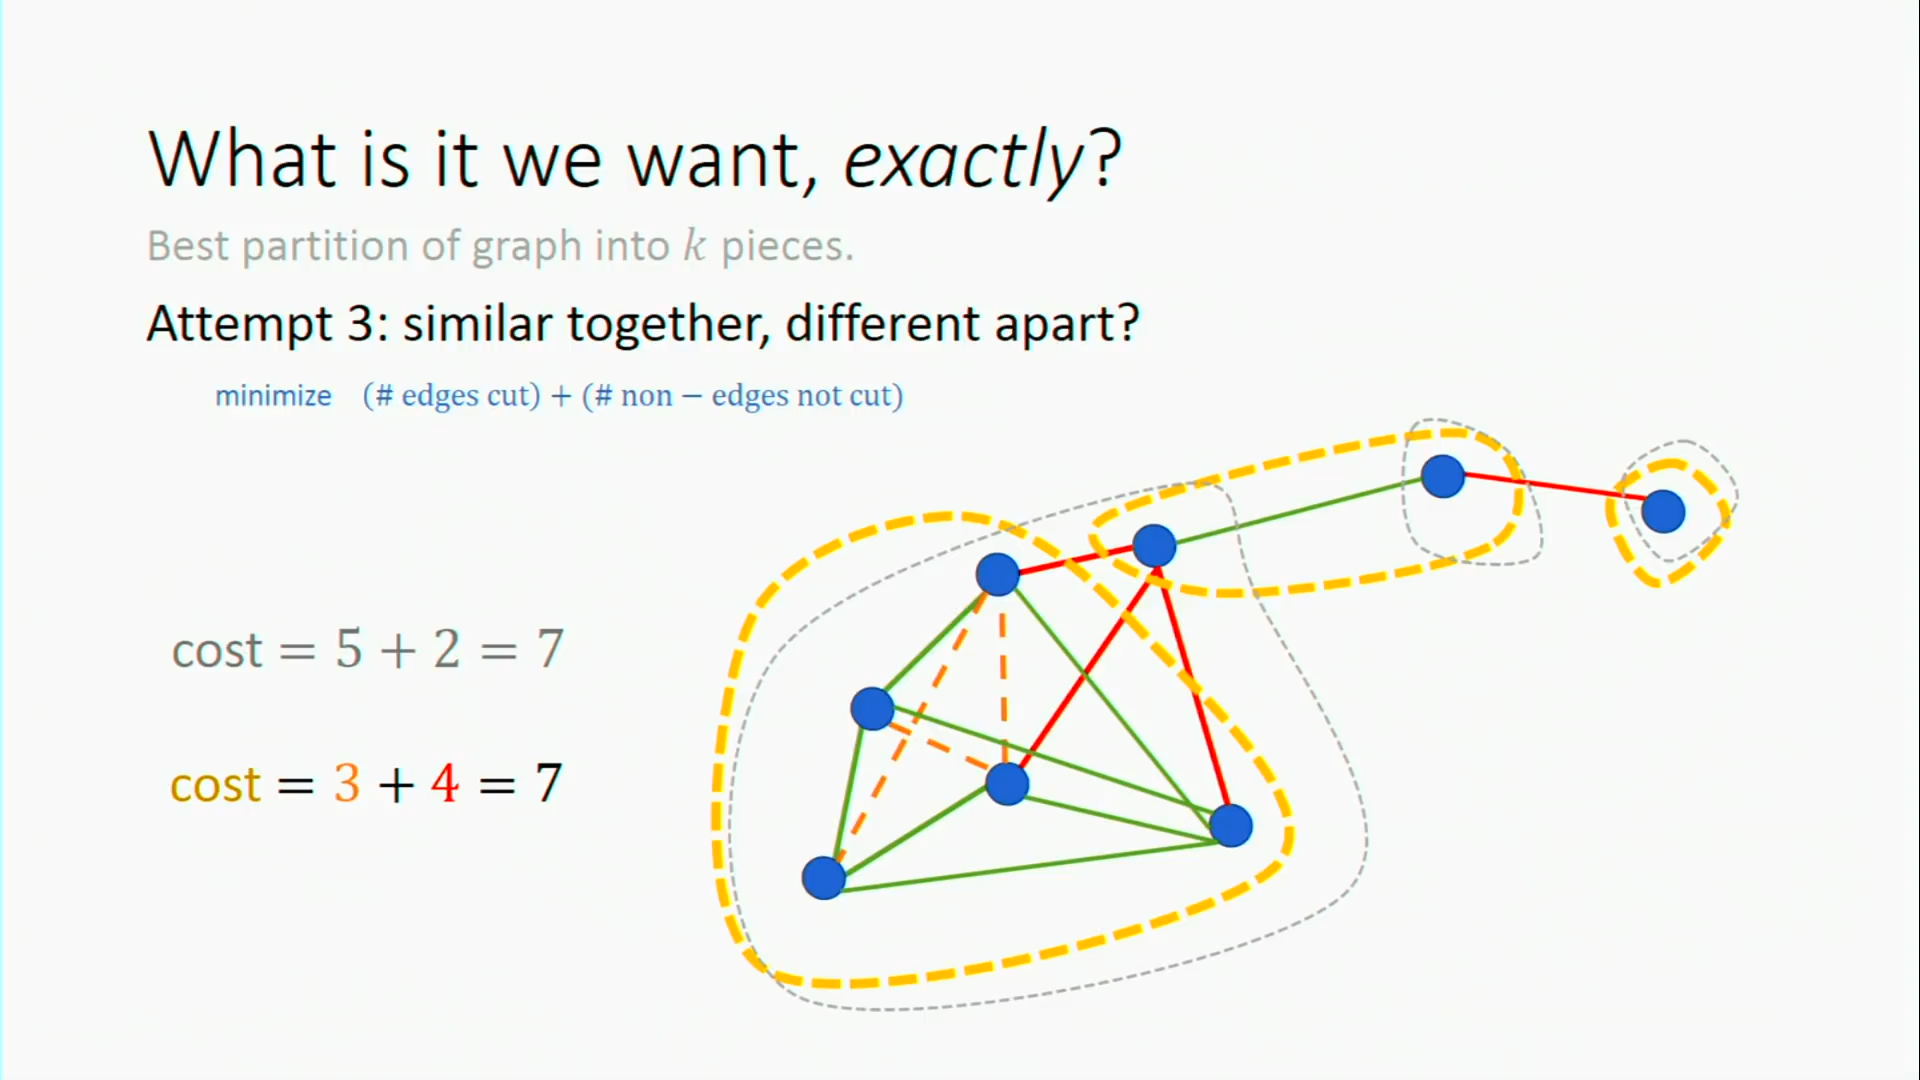 What is it we want, exactly?
Best partition of graph into k pieces.
Attempt 3: similar together, different apart?
minimize (# edges cut) + (# non − edges not cut)
cost = 5 + 2 = 7
cost = 3 + 4 = 7